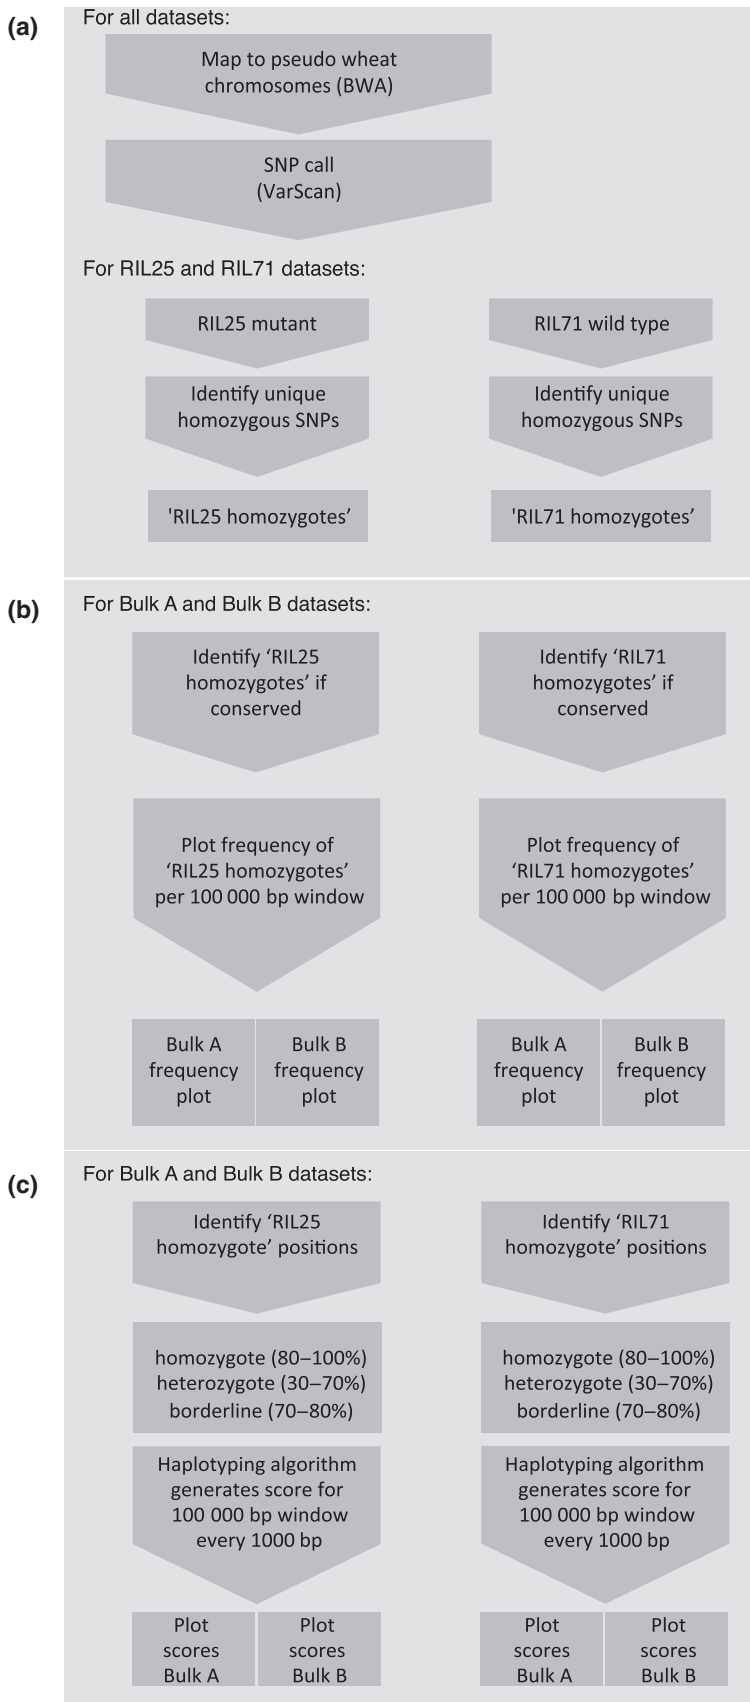 (a)
For all datasets:
Map to pseudo wheat
chromosomes (BWA)
SNP call
(VarScan)
For RIL25 and RIL71 datasets:
RIL25 mutant
Identify unique
homozygous SNPs
'RIL25 homozygotes’
RIL71 wild type
Identify unique
homozygous SNPs
'RIL71 homozygotes’
(b)
For Bulk A and Bulk B datasets:
Identify ‘RIL25
homozygotes’ if
conserved
Plot frequency of
‘RIL25 homozygotes’
per 100 000 bp window
Bulk A
frequency
plot
Bulk B
frequency
plot
Identify ‘RIL71
homozygotes’ if
conserved
Plot frequency of
‘RIL71 homozygotes’
per 100 000 bp window
Bulk A
frequency
plot
Bulk B
frequency
plot
(c)
For Bulk A and Bulk B datasets:
Identify ‘RIL25
homozygote’ positions
homozygote (80–100%)
heterozygote (30–70%)
borderline (70–80%)
Haplotyping algorithm
generates score for
100 000 bp window
every 1000 bp
Plot
scores
Bulk A
Plot
scores
Bulk B
Identify ‘RIL71
homozygote’ positions
homozygote (80–100%)
heterozygote (30–70%)
borderline (70–80%)
Haplotyping algorithm
generates score for
100 000 bp window
every 1000 bp
Plot
scores
Bulk A
Plot
scores
Bulk B